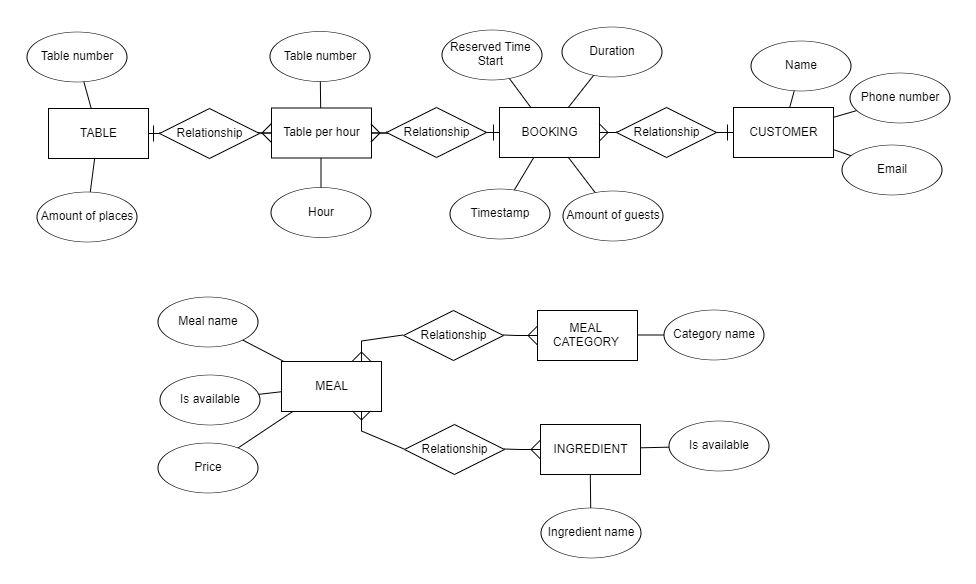 Table number
Table number
Reserved Time
Start
Duration
Name
Phone number
TABLE
Relationship
Table per hour
Relationship
BOOKING
Relationship
CUSTOMER
Email
Amount of places
Hour
Timestamp
Amount of guests
Meal name
Relationship
MEAL
CATEGORY
Category name
Is available
MEAL
Relationship
INGREDIENT
Is available
Price
Ingredient name